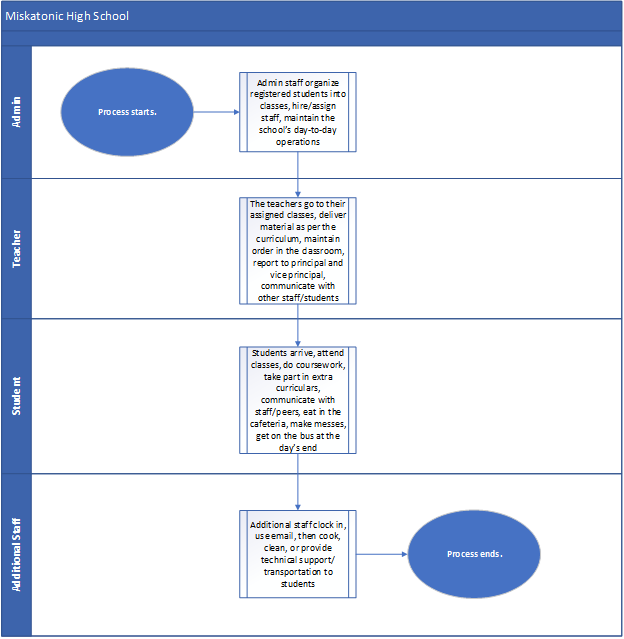 Miskatonic High School
Admin
Process starts.
Admin staff organize
registered students into
classes, hire/assign
staff, maintain the
school's day-to-day
operations
Teacher
The teachers go to their
assigned classes, deliver
material as per the
curriculum, maintain
order in the classroom,
report to principal and
vice principal,
communicate with
other staff/students
Student
Students arrive, attend
classes, do coursework,
take part in extra
curriculars,
communicate with
staff/peers, eat in the
cafeteria, make messes,
get on the bus at the
day's end
Additional Staff
Additional staff clock in,
use email, then cook,
clean, or provide
technical support/
transportation to
students
Process ends.